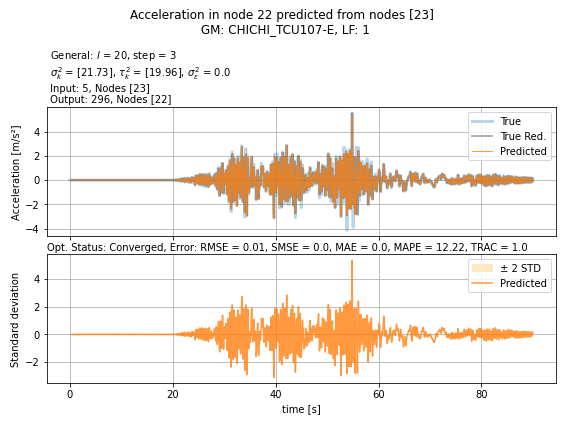 Acceleration in node 22 predicted from nodes [23]
GM: CHICHI_TCU107-E, LF: 1
General: l = 20, step = 3
σ²ₖ = [21.73], τ²ₖ = [19.96], σ²ε = 0.0
Input: 5, Nodes [23]
Output: 296, Nodes [22]
Acceleration [m/s²]
4
2
0
−2
−4
True
True Red.
Predicted
Opt. Status: Converged, Error: RMSE = 0.01, SMSE = 0.0, MAE = 0.0, MAPE = 12.22, TRAC = 1.0
Standard deviation
4
2
0
−2
± 2 STD
Predicted
0 20 40 60 80
time [s]